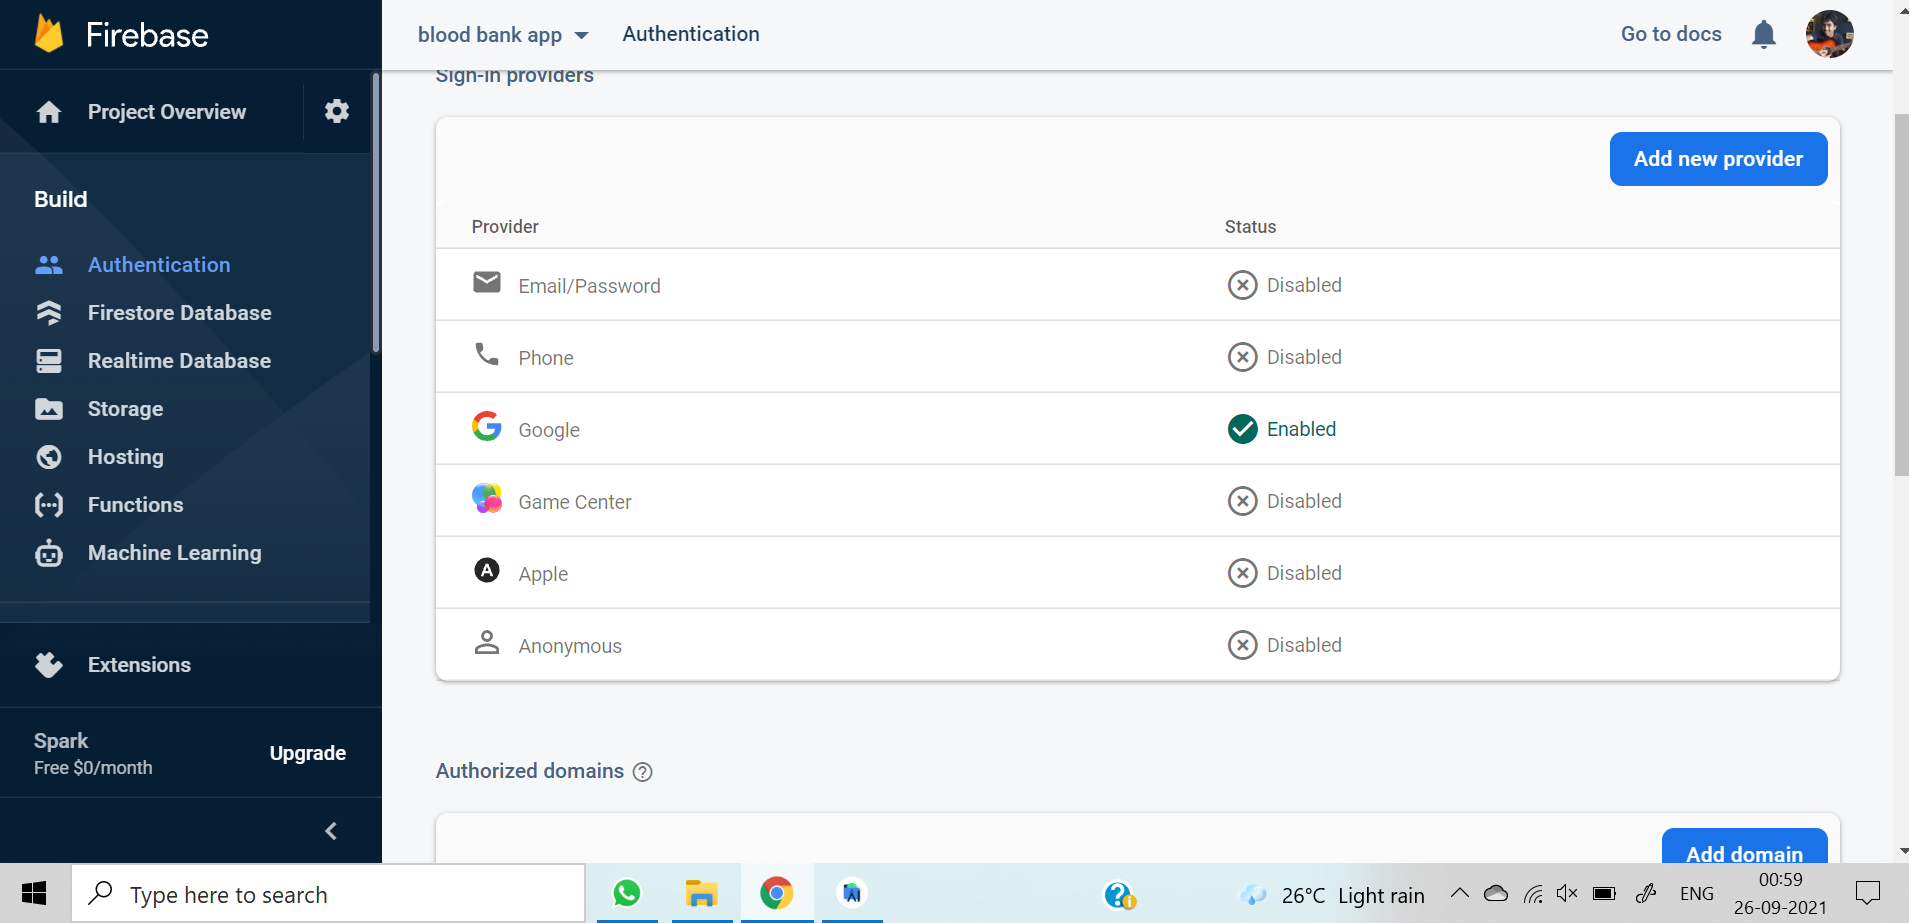 Firebase
blood bank app
Authentication
Go to docs
Project Overview
Sign-in providers
Add new provider
Build
Provider
Status
Authentication
Email/Password
Disabled
Firestore Database
Phone
Disabled
Realtime Database
Storage
Google
Enabled
Hosting
Functions
Game Center
Disabled
Machine Learning
Apple
Disabled
Anonymous
Disabled
Extensions
Spark
Free $0/month
Upgrade
Authorized domains
Add domain
Type here to search
26°C Light rain
ENG
00:59
26-09-2021